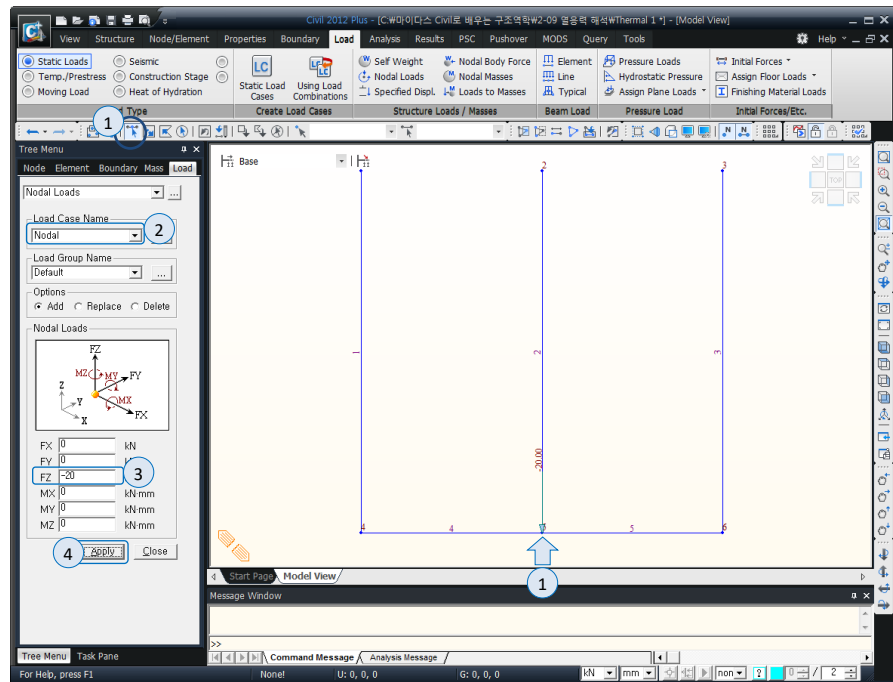 Civil 2012 Plus - [C:₩마이다스 Civil로 배우는 구조역학₩2-09 열응력 해석₩Thermal 1 *] - [Model View]
View Structure Node/Element Properties Boundary Load Analysis Results PSC Pushover MODS Query Tools Help
Static Loads Seismic
Temp./Prestress Construction Stage
Moving Load Heat of Hydration
Static Load Cases
Using Load Combinations
Self Weight Nodal Body Force
Nodal Loads Nodal Masses
Specified Displ. Loads to Masses
Element
Line
Typical
Pressure Loads
Hydrostatic Pressure
Assign Plane Loads
Initial Forces
Assign Floor Loads
Finishing Material Loads
d Type Create Load Cases Structure Loads / Masses Beam Load Pressure Load Initial Forces/Etc.
1
Tree Menu
Node Element Boundary Mass Load
Nodal Loads ...
Load Case Name
Nodal
2
Load Group Name
Default ...
Options
Add Replace Delete
Nodal Loads
FZ
MZ MY FY
MX
FX
Z
Y
X
FX 0 kN
FY 0
FZ -20
3
MX 0 kN·mm
MY 0 kN·mm
MZ 0 kN·mm
4
Apply Close
Base
TOP
2 3
1 2 3
-20.00
4 4 5 6
1
Start Page Model View
Message Window
>>
Command Message Analysis Message
Tree Menu Task Pane
For Help, press F1 None! U: 0, 0, 0 G: 0, 0, 0 kN mm non ? 0 / 2